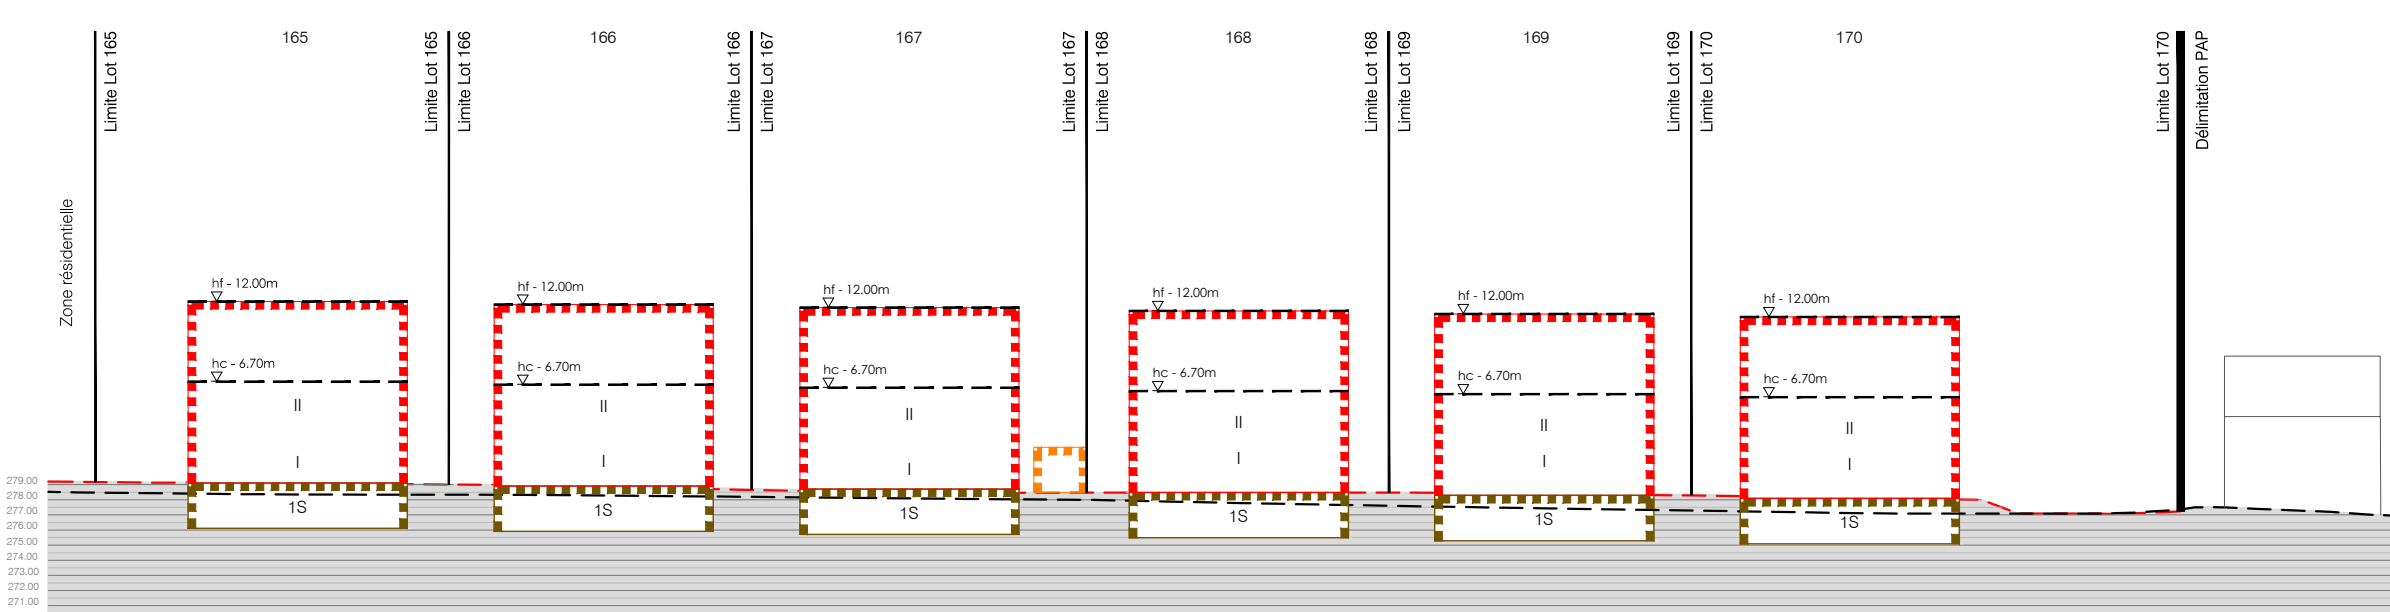 165
166
167
168
169
170
Limite Lot 165
Limite Lot 165
Limite Lot 166
Limite Lot 166
Limite Lot 167
Limite Lot 167
Limite Lot 168
Limite Lot 168
Limite Lot 169
Limite Lot 169
Limite Lot 170
Limite Lot 170
Délimitation PAP
Zone résidentielle
hf - 12.00m
hf - 12.00m
hf - 12.00m
hf - 12.00m
hf - 12.00m
hf - 12.00m
hc - 6.70m
hc - 6.70m
hc - 6.70m
hc - 6.70m
hc - 6.70m
hc - 6.70m
II
II
II
II
II
II
I
I
I
I
I
I
1S
1S
1S
1S
1S
1S
279.00
278.00
277.00
276.00
275.00
274.00
273.00
272.00
271.00